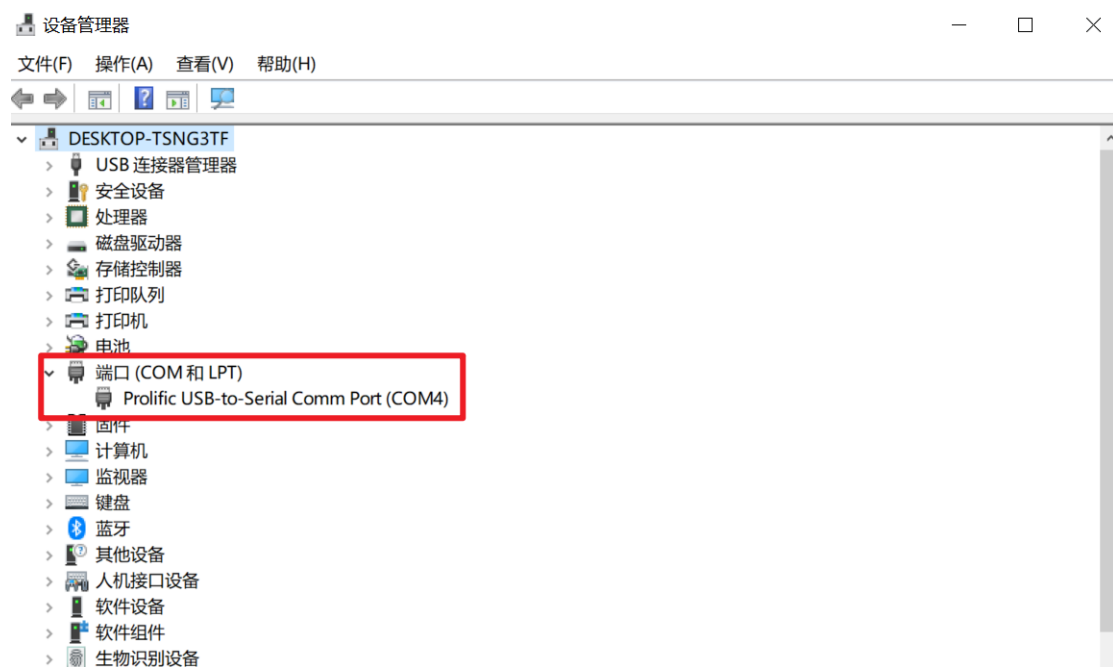 设备管理器
文件(F) 操作(A) 查看(V) 帮助(H)
DESKTOP-TSNG3TF
USB 连接器管理器
安全设备
处理器
磁盘驱动器
存储控制器
打印队列
打印机
电池
端口 (COM 和 LPT)
Prolific USB-to-Serial Comm Port (COM4)
固件
计算机
监视器
键盘
蓝牙
其他设备
人机接口设备
软件设备
软件组件
生物识别设备